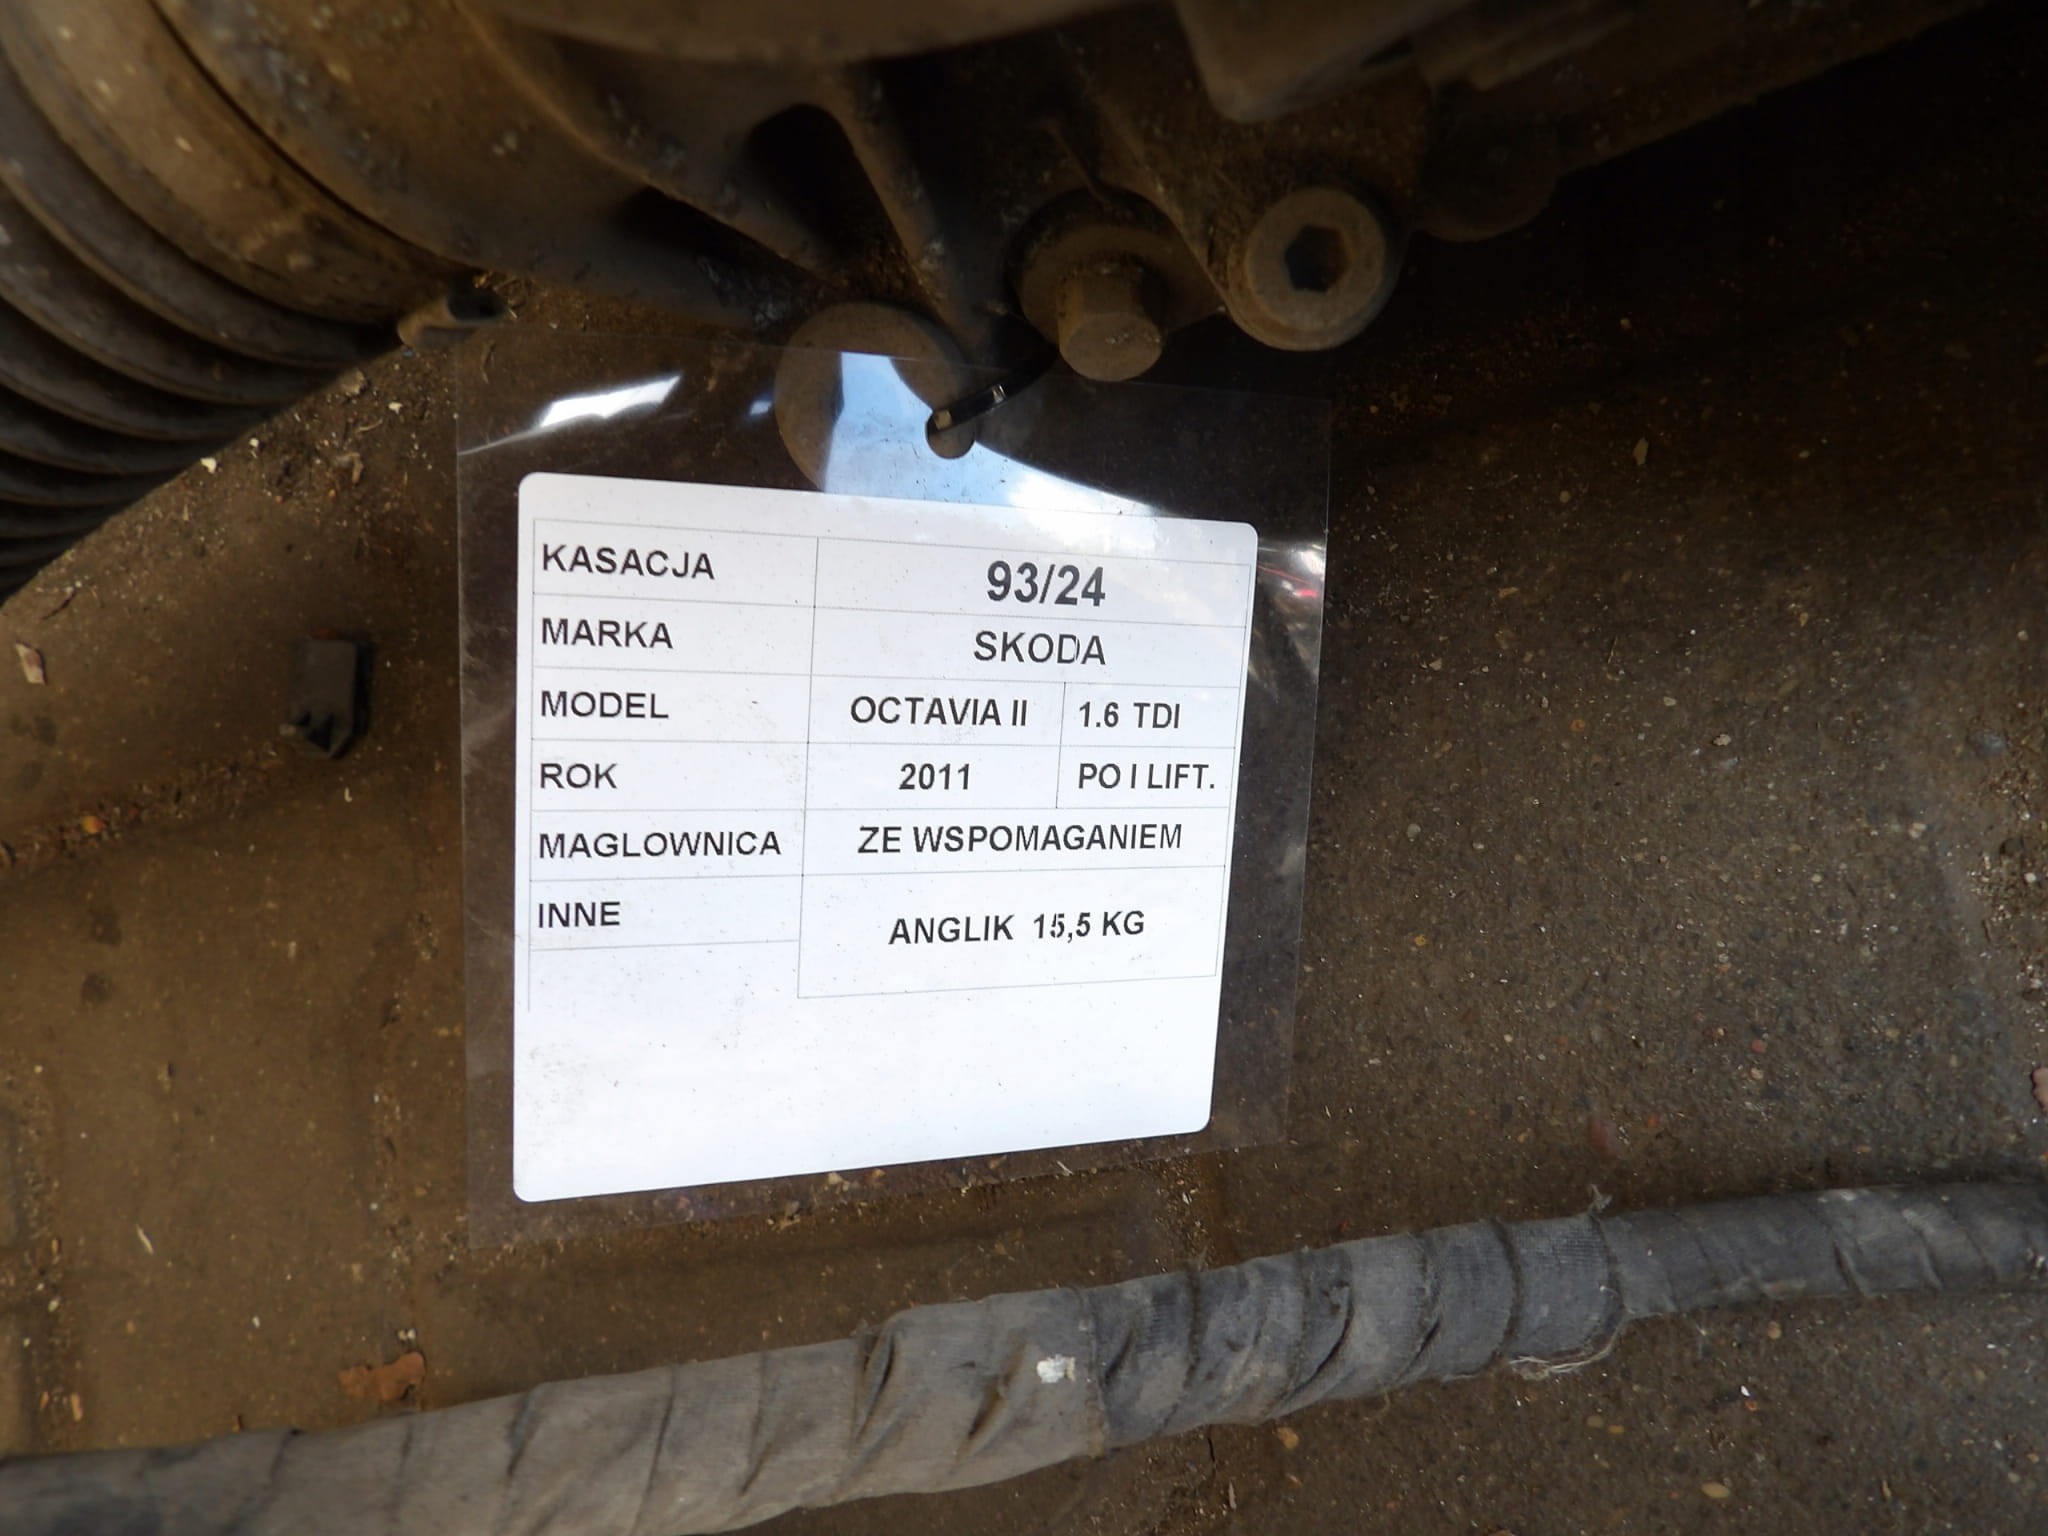 KASACJA 93/24
MARKA SKODA
MODEL OCTAVIA II 1.6 TDI
ROK 2011 PO I LIFT.
MAGLOWNICA ZE WSPOMAGANIEM
INNE ANGLIK 15,5 KG